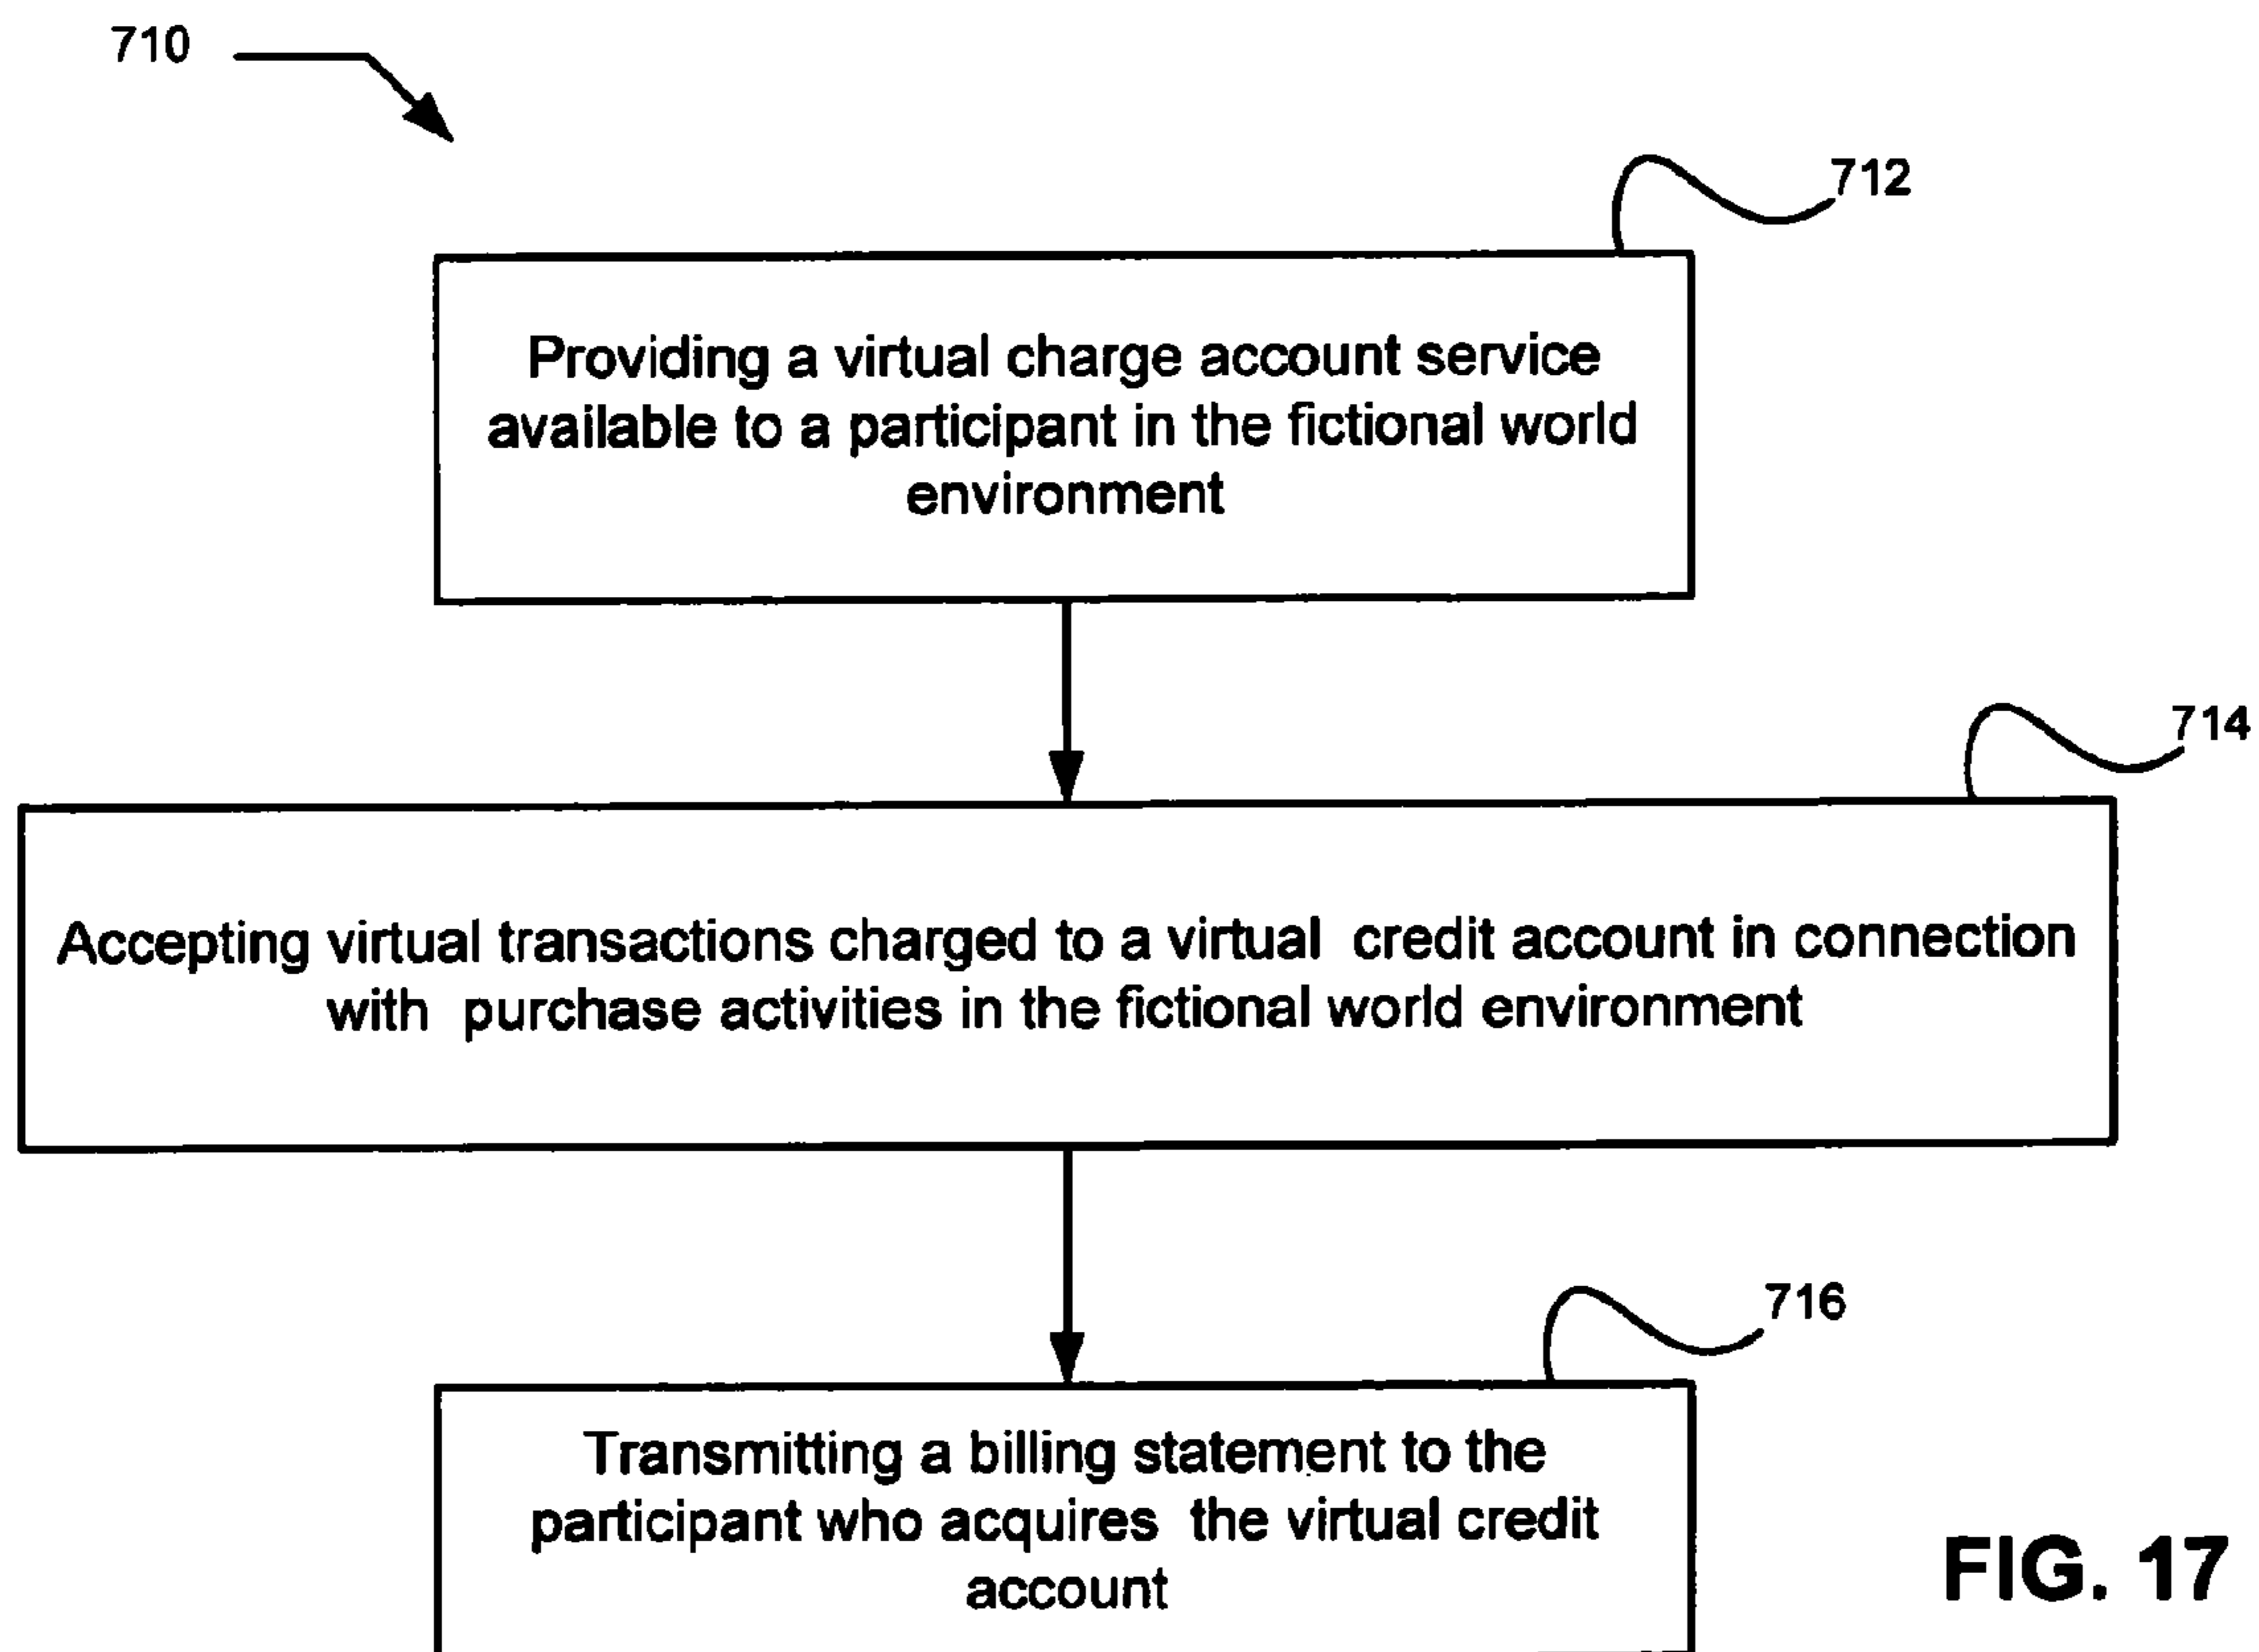 710
712
Providing a virtual charge account service
available to a participant in the fictional world
environment
714
Accepting virtual transactions charged to a virtual credit account in connection
with purchase activities in the fictional world environment
716
Transmitting a billing statement to the
participant who acquires the virtual credit
account
FIG. 17